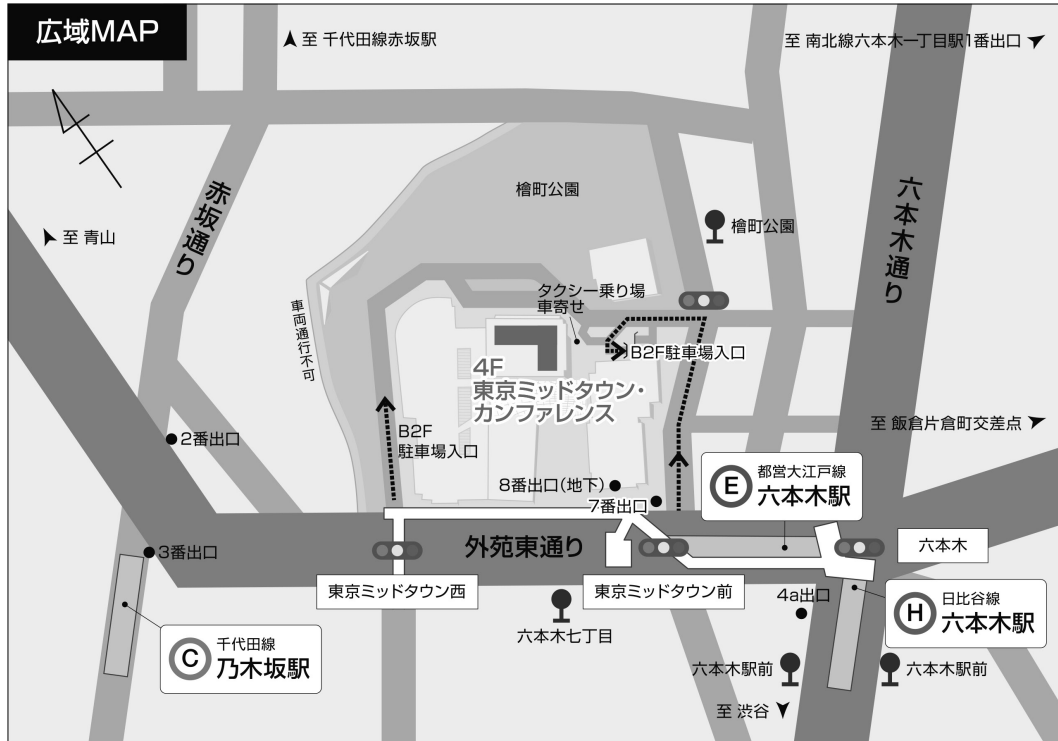 広域MAP
至 千代田線赤坂駅
至 南北線六本木一丁目駅1番出口
赤坂通り
檜町公園
檜町公園
六本木通り
至 青山
車両通行不可
タクシー乗り場
車寄せ
B2F駐車場入口
4F
東京ミッドタウン・
カンファレンス
B2F
駐車場入口
至 飯倉片倉町交差点
2番出口
8番出口(地下)
7番出口
E
都営大江戸線
六本木駅
3番出口
外苑東通り
六本木
東京ミッドタウン西
東京ミッドタウン前
4a出口
H
日比谷線
六本木駅
六本木七丁目
C
千代田線
乃木坂駅
六本木駅前
六本木駅前
至 渋谷